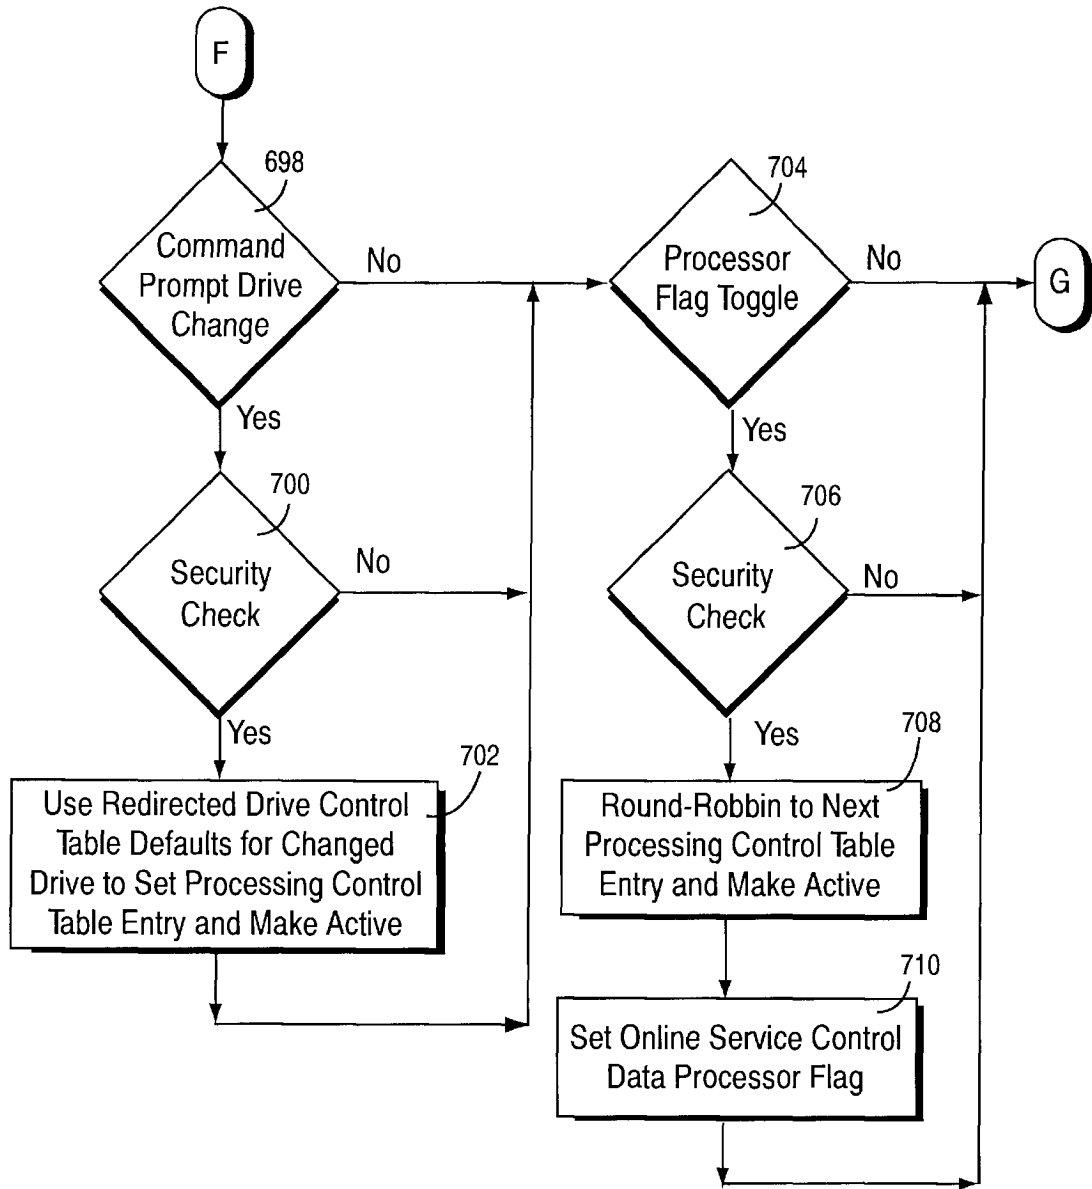 F
698
Command
Prompt Drive
Change
No
Yes
700
Security
Check
No
Yes
702
Use Redirected Drive Control
Table Defaults for Changed
Drive to Set Processing Control
Table Entry and Make Active
704
Processor
Flag Toggle
No
G
Yes
706
Security
Check
No
Yes
708
Round-Robbin to Next
Processing Control Table
Entry and Make Active
710
Set Online Service Control
Data Processor Flag